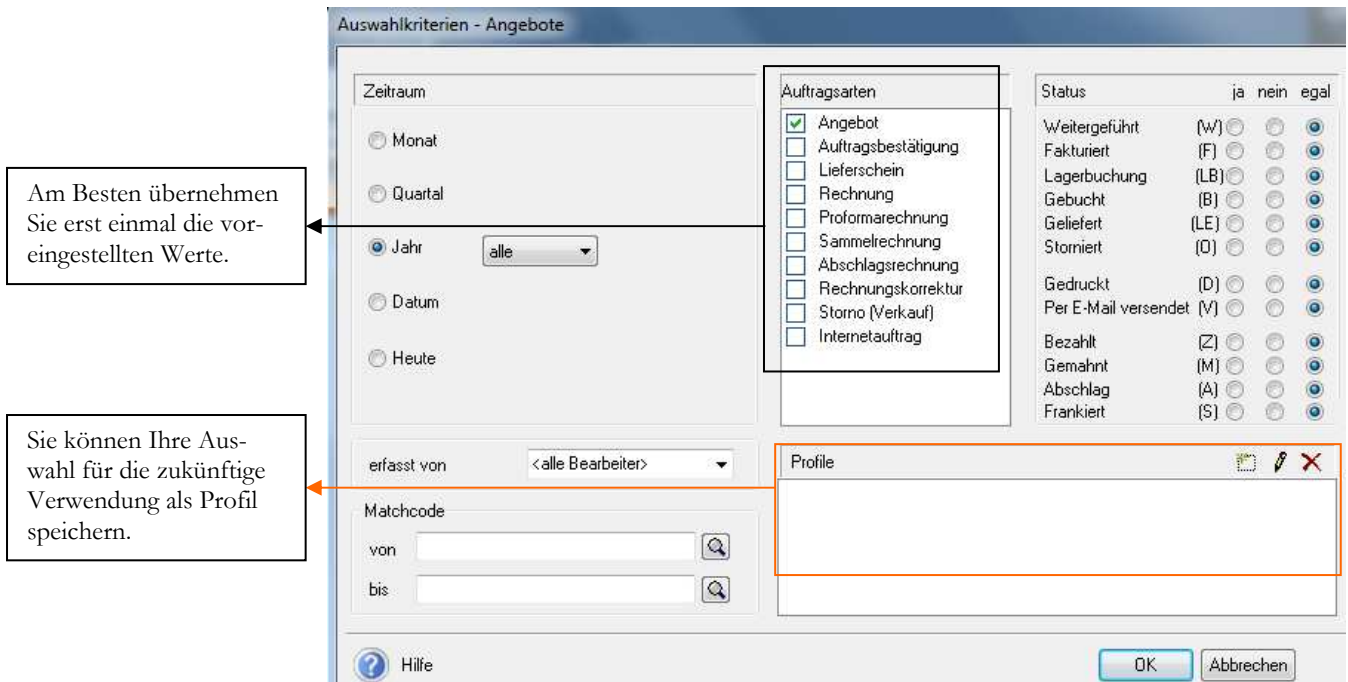 Auswahlkriterien - Angebote
Zeitraum
Monat
Quartal
Jahr alle
Datum
Heute
Auftragsarten
Angebot
Auftragsbestätigung
Lieferschein
Rechnung
Proformarechnung
Sammelrechnung
Abschlagsrechnung
Rechnungskorrektur
Storno (Verkauf)
Internetauftrag
Status ja nein egal
Weitergeführt (W)
Fakturiert (F)
Lagerbuchung (LB)
Gebucht (B)
Geliefert (LE)
Storniert (O)
Gedruckt (D)
Per E-Mail versendet (V)
Bezahlt (Z)
Gemahnt (M)
Abschlag (A)
Frankiert (S)
Am Besten übernehmen
Sie erst einmal die vor-
eingestellten Werte.
Sie können Ihre Aus-
wahl für die zukünftige
Verwendung als Profil
speichern.
erfasst von <alle Bearbeiter>
Matchcode
von
bis
Profile
Hilfe
OK Abbrechen